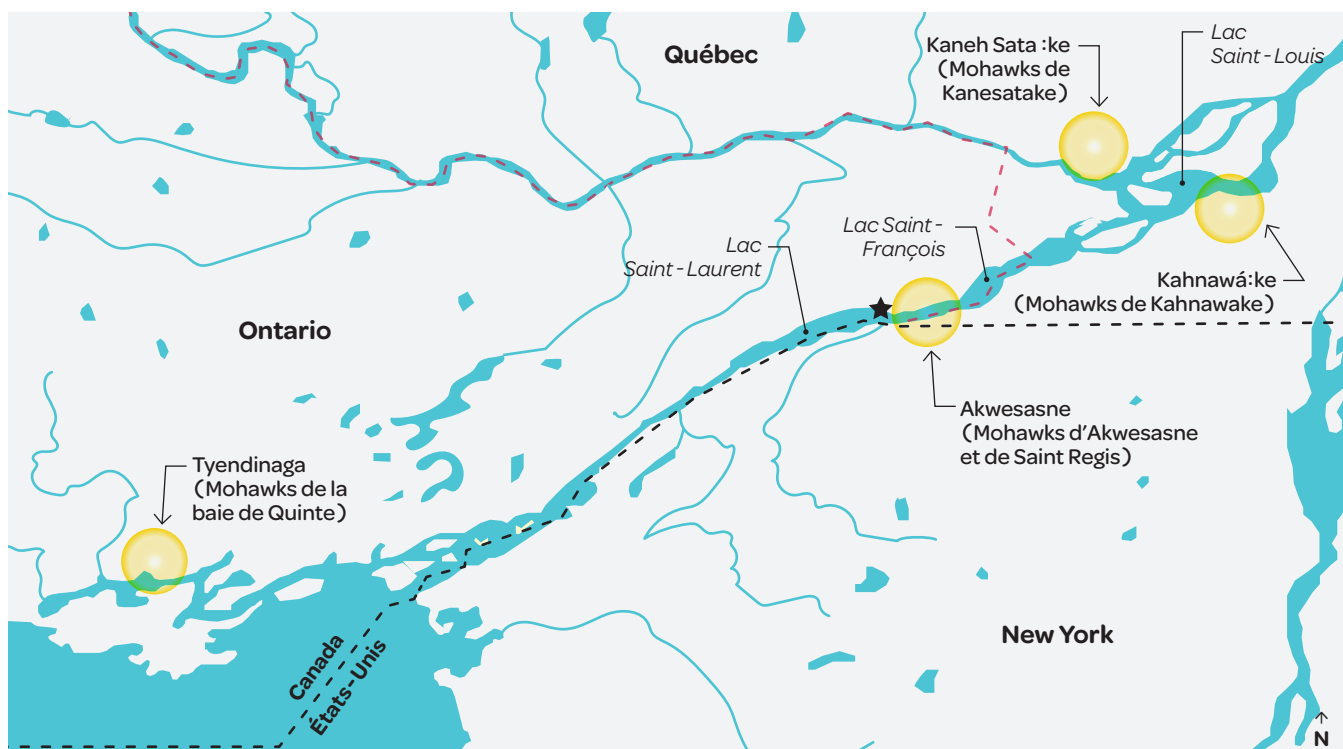 Québec
Kaneh Sata :ke
(Mohawks de
Kanesatake)
Lac
Saint-Louis
Lac Saint-
François
Lac
Saint-Laurent
Kahnawá:ke
(Mohawks de Kahnawake)
Ontario
Akwesasne
(Mohawks d'Akwesasne
et de Saint Regis)
Tyendinaga
(Mohawks de la
baie de Quinte)
New York
Canada
États-Unis
N